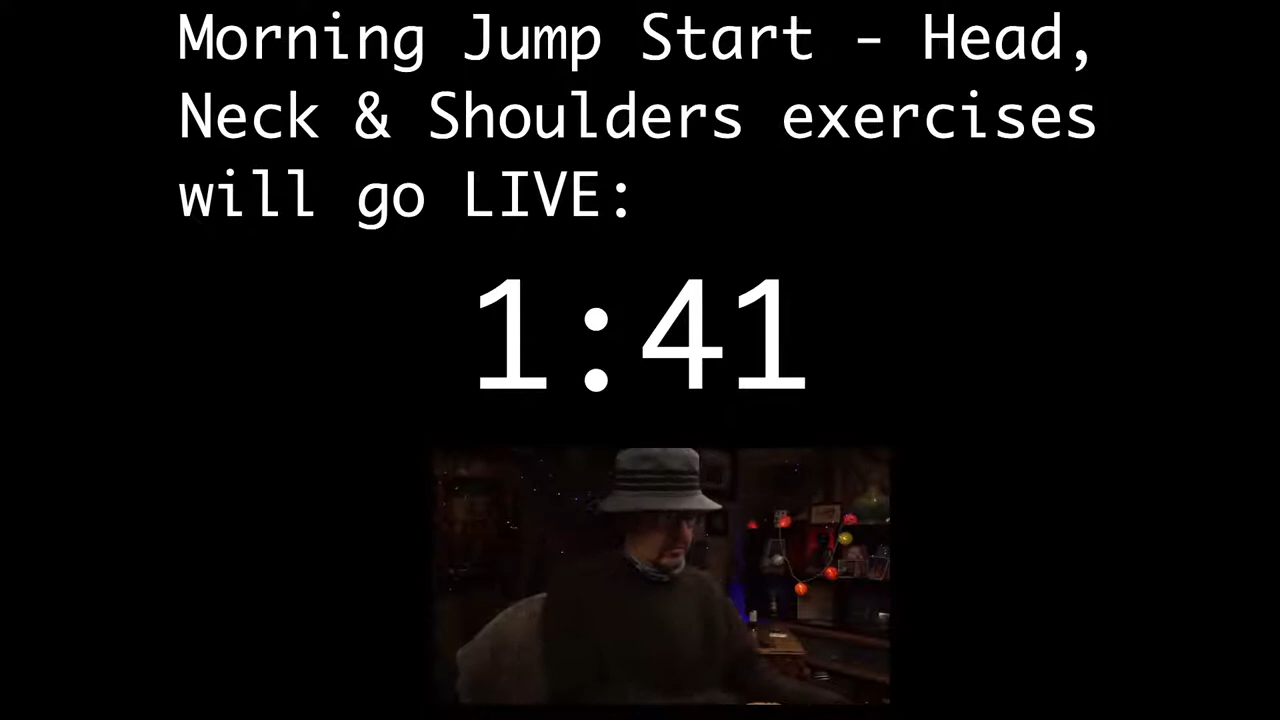 Morning Jump Start - Head,
Neck & Shoulders exercises
will go LIVE:
1:41